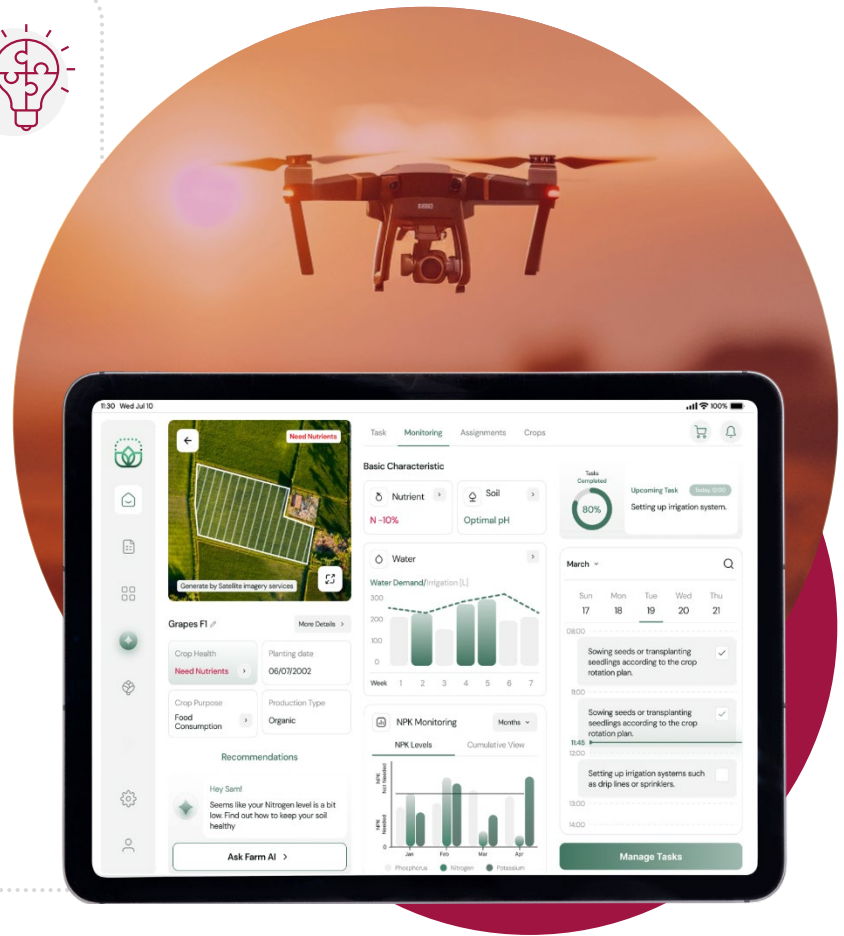 11:30 Wed Jul 10
100%
Need Nutrients
Generate by Satellite imagery services
Grapes F1
More Details >
Crop Health
Need Nutrients >
Planting date
06/07/2002
Crop Purpose
Food
Consumption >
Production Type
Organic
Recommendations
Hey Sam!
Seems like your Nitrogen level is a bit
low. Find out how to keep your soil
healthy
Ask Farm AI >
Task Monitoring Assignments Crops
Basic Characteristic
Nutrient >
N -10%
Soil >
Optimal pH
Water >
Water Demand/Irrigation [L]
300
200
100
0
Week 1 2 3 4 5 6 7
NPK Monitoring
Months
NPK Levels Cumulative View
NPK
Not Needed
NPK
Needed
0
Jan Feb Mar Apr
Phosphorus Nitrogen Potassium
Tasks
Completed
80%
Upcoming Task
Today, 12:00
Setting up irrigation system.
March
Sun Mon Tue Wed Thu
17 18 19 20 21
08:00
Sowing seeds or transplanting
seedlings according to the crop
rotation plan.
11:00
Sowing seeds or transplanting
seedlings according to the crop
rotation plan.
11:45
12:00
Setting up irrigation systems such
as drip lines or sprinklers.
13:00
14:00
Manage Tasks